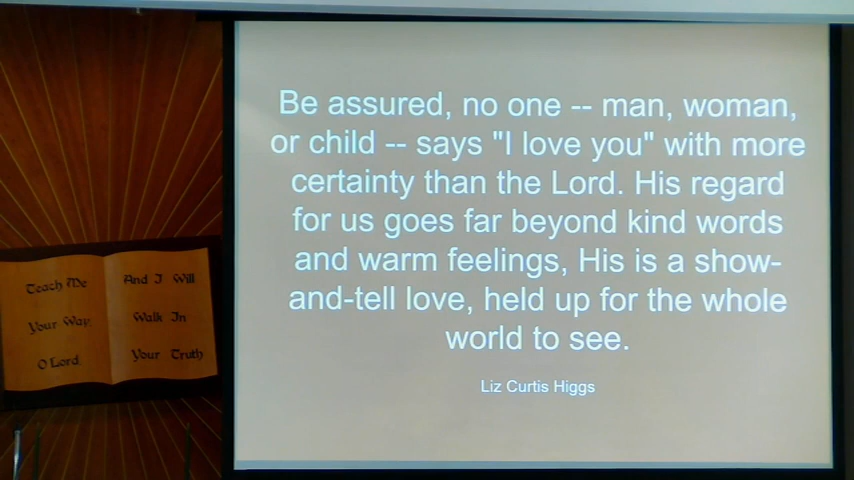 Be assured, no one -- man, woman,
or child -- says "I love you" with more
certainty than the Lord. His regard
for us goes far beyond kind words
and warm feelings, His is a show-
and-tell love, held up for the whole
world to see.
Liz Curtis Higgs
Teach Me
Your Way,
O Lord.
And I Will
Walk In
Your Truth